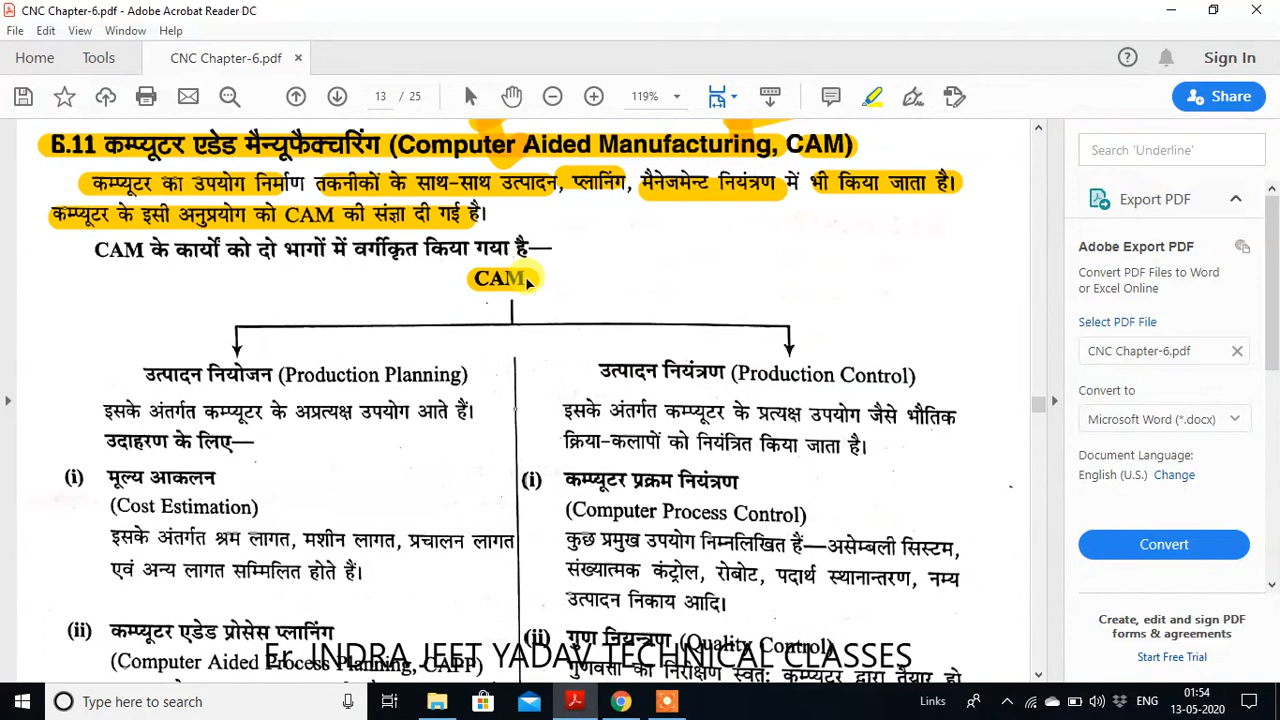 CNC Chapter-6.pdf - Adobe Acrobat Reader DC
File Edit View Window Help
Home Tools CNC Chapter-6.pdf × Sign In
13 / 25 119% Share
6.11 कम्प्यूटर एडेड मैन्यूफैक्चरिंग (Computer Aided Manufacturing, CAM)
कम्प्यूटर का उपयोग निर्माण तकनीकों के साथ-साथ उत्पादन, प्लानिंग, मैनेजमेन्ट नियंत्रण में भी किया जाता है।
कम्प्यूटर के इसी अनुप्रयोग को CAM की संज्ञा दी गई है।
CAM के कार्यों को दो भागों में वर्गीकृत किया गया है—
CAM
उत्पादन नियोजन (Production Planning)
इसके अंतर्गत कम्प्यूटर के अप्रत्यक्ष उपयोग आते हैं।
उदाहरण के लिए—
(i) मूल्य आकलन
(Cost Estimation)
इसके अंतर्गत श्रम लागत, मशीन लागत, प्रचालन लागत
एवं अन्य लागत सम्मिलित होते हैं।
(ii) कम्प्यूटर एडेड प्रोसेस प्लानिंग
(Computer Aided Process Planning, CAPP)
उत्पादन नियंत्रण (Production Control)
इसके अंतर्गत कम्प्यूटर के प्रत्यक्ष उपयोग जैसे भौतिक
क्रिया-कलापों को नियंत्रित किया जाता है।
(i) कम्प्यूटर प्रक्रम नियंत्रण
(Computer Process Control)
कुछ प्रमुख उपयोग निम्नलिखित हैं—असेम्बली सिस्टम,
संख्यात्मक कंट्रोल, रोबोट, पदार्थ स्थानान्तरण, नम्य
उत्पादन निकाय आदि।
(ii) गुण नियन्त्रण (Quality Control)
गुणवत्ता का निरीक्षण स्वतः कम्प्यूटर द्वारा तैयार हो
Er. INDRA JEET YADAV TECHNICAL CLASSES
Search 'Underline'
Export PDF
Adobe Export PDF
Convert PDF Files to Word
or Excel Online
Select PDF File
CNC Chapter-6.pdf
Convert to
Microsoft Word (*.docx)
Document Language:
English (U.S.) Change
Convert
Create, edit and sign PDF
forms & agreements
Start Free Trial
Type here to search
Links
ENG
01:54
13-05-2020